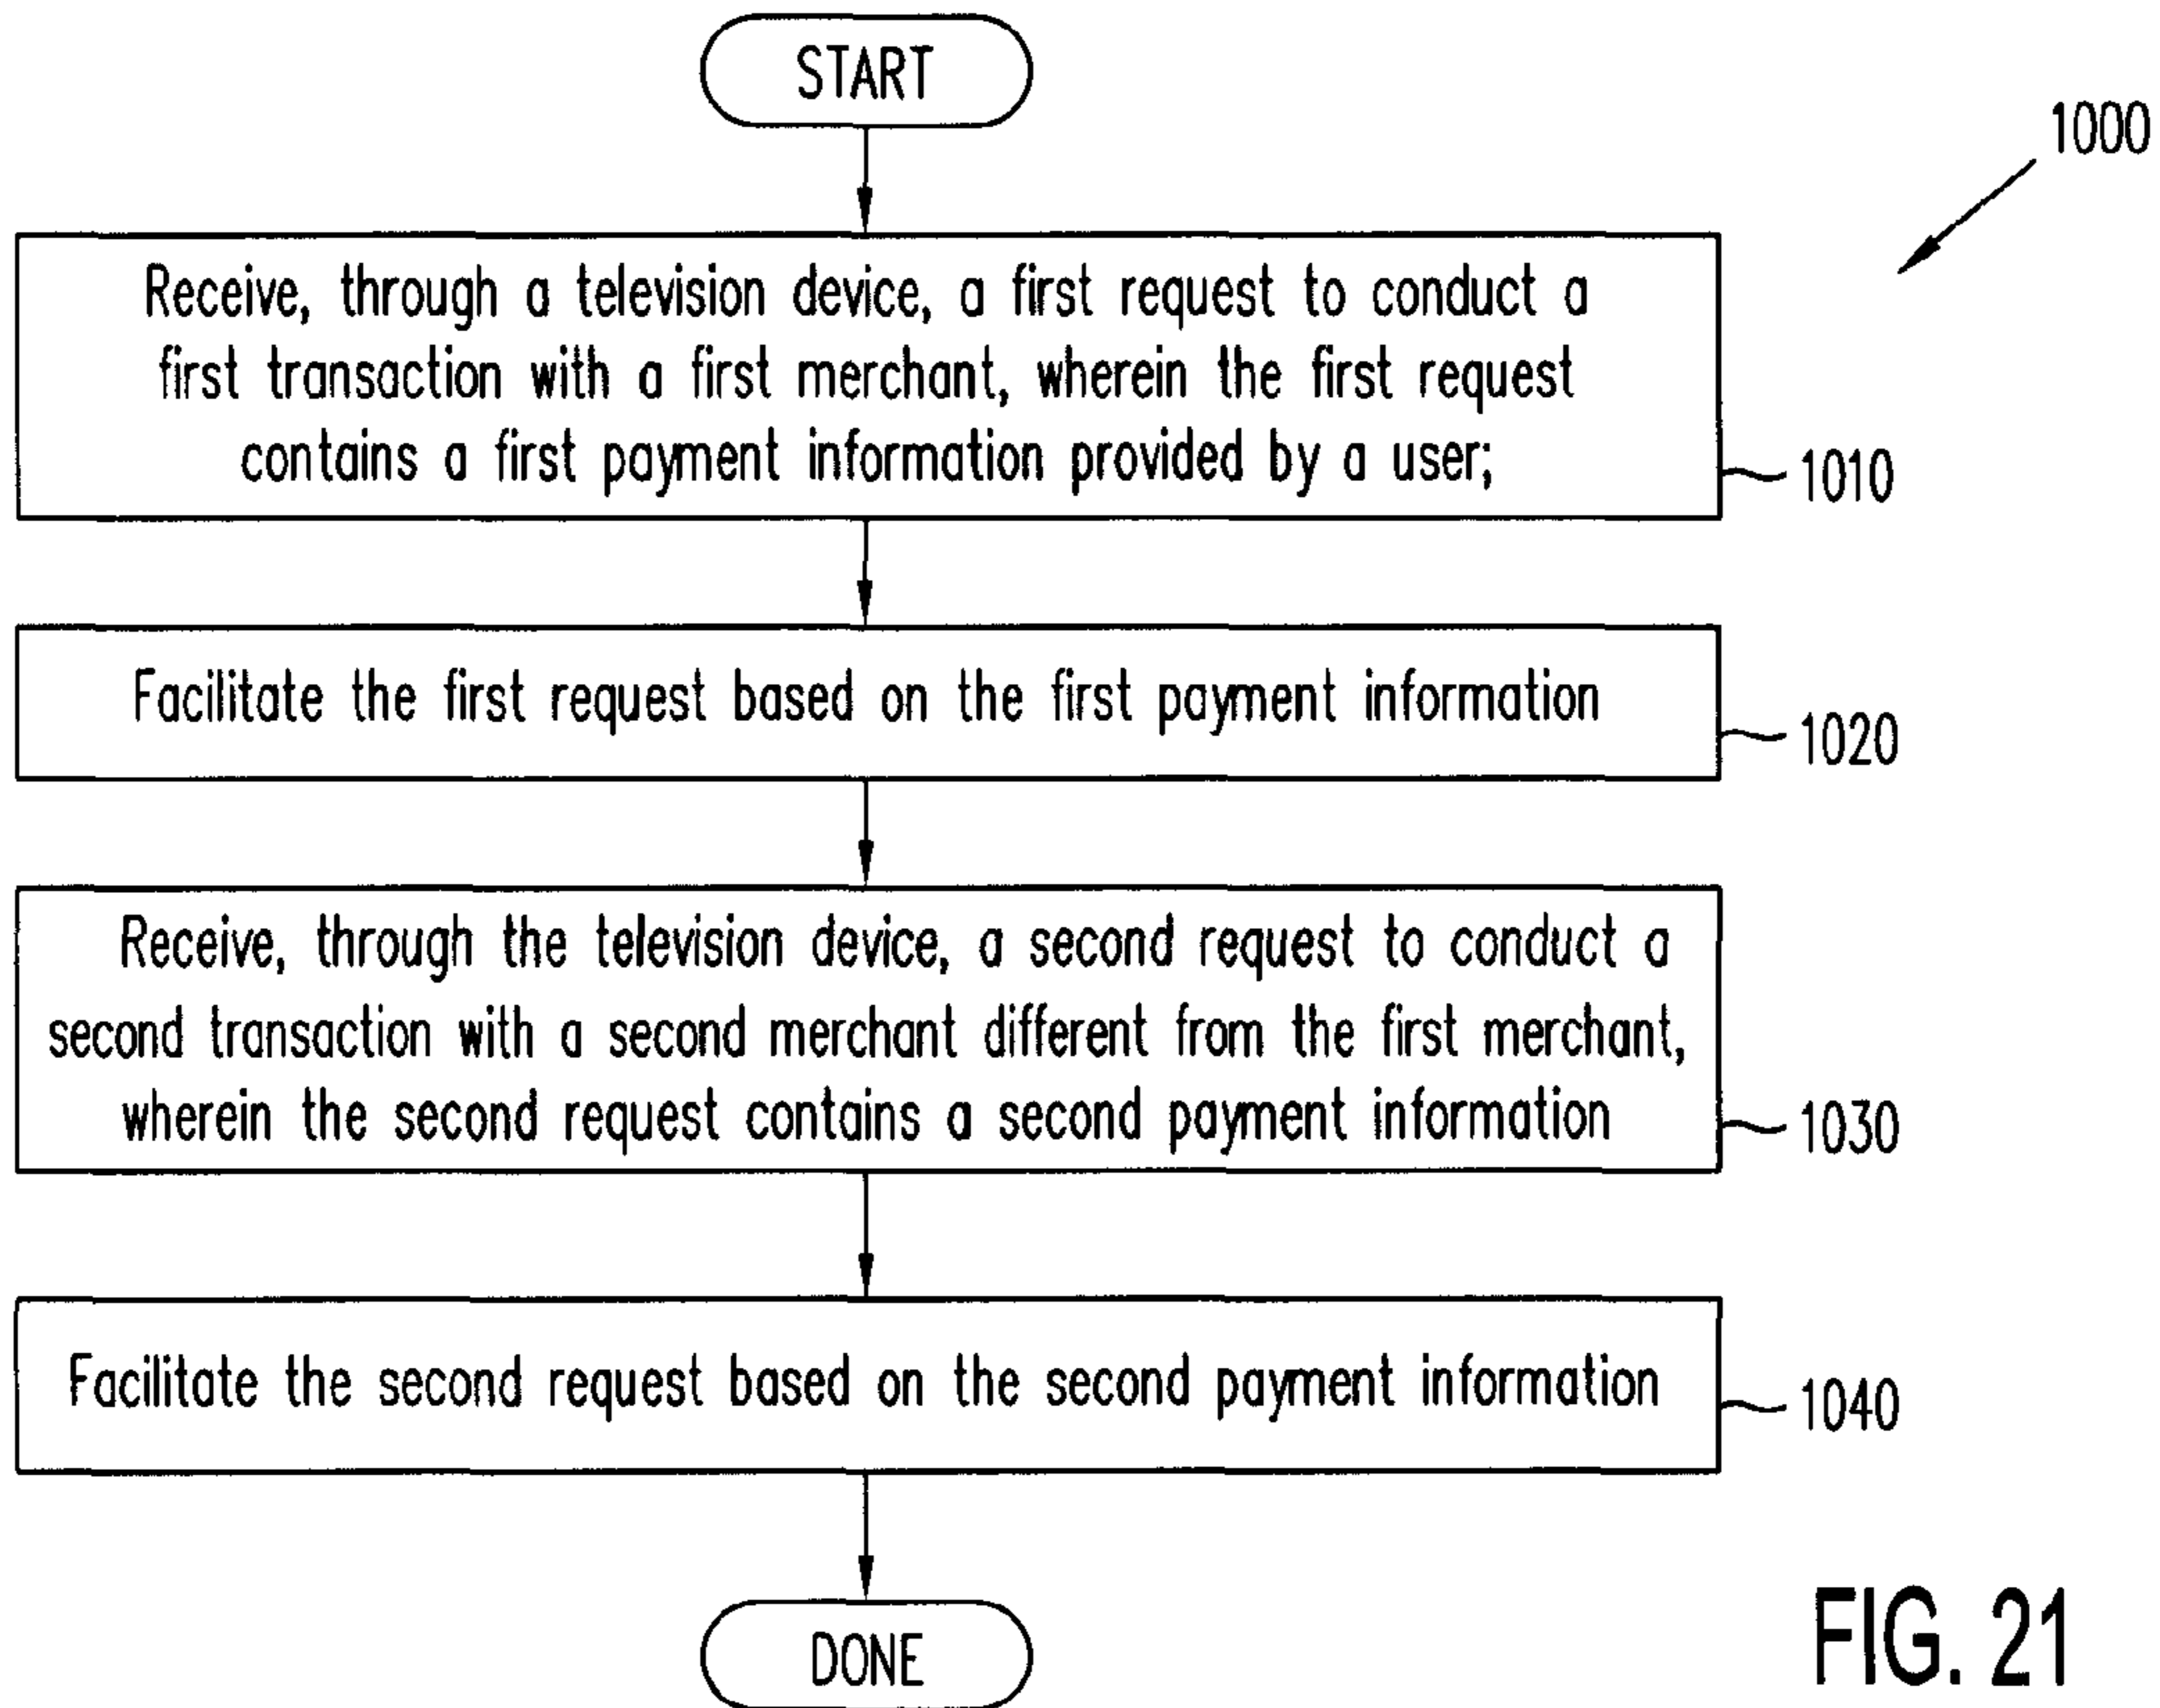 START
1000
Receive, through a television device, a first request to conduct a
first transaction with a first merchant, wherein the first request
contains a first payment information provided by a user;
1010
Facilitate the first request based on the first payment information
1020
Receive, through the television device, a second request to conduct a
second transaction with a second merchant different from the first merchant,
wherein the second request contains a second payment information
1030
Facilitate the second request based on the second payment information
1040
DONE
FIG. 21